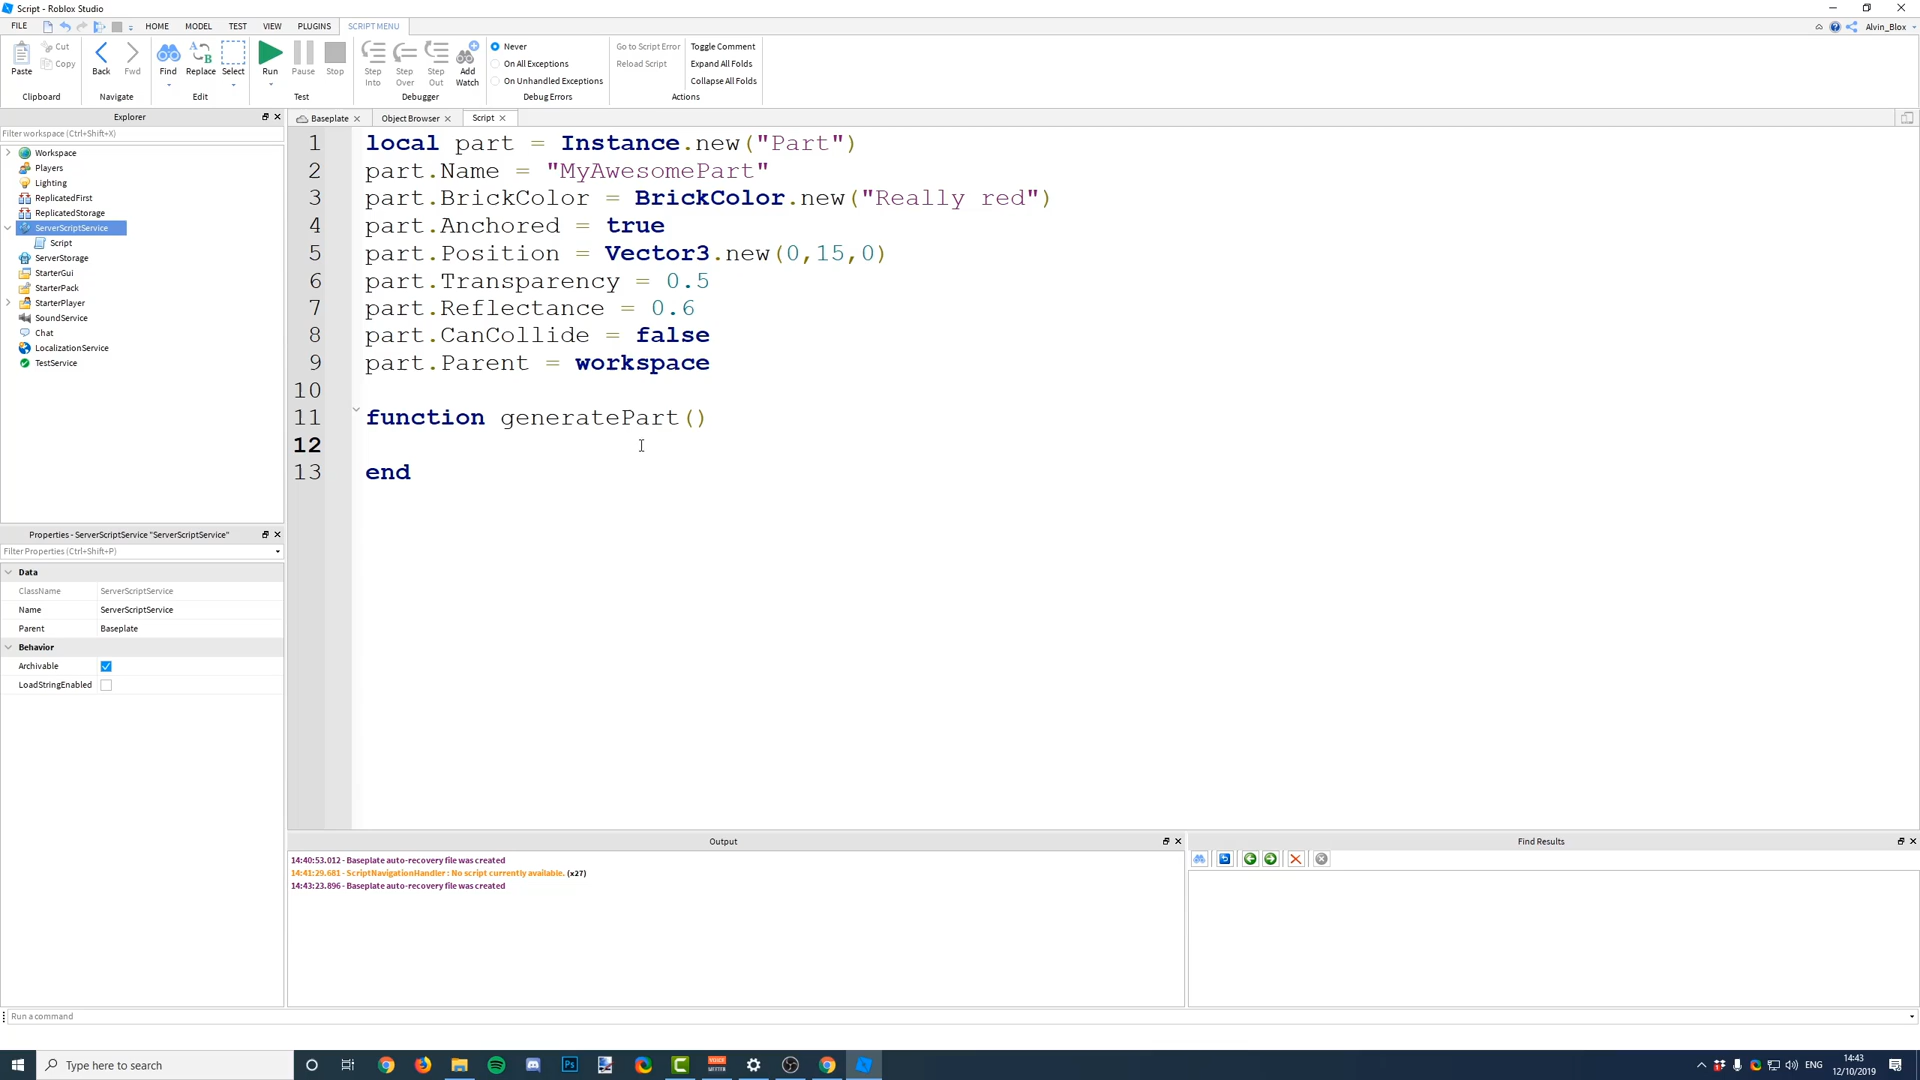 Script - Roblox Studio
FILE
HOME
MODEL
TEST
VIEW
PLUGINS
SCRIPT MENU
Alvin_Blox
Paste
Cut
Copy
Clipboard
Back
Fwd
Navigate
Find
Replace
Select
Edit
Run
Pause
Stop
Test
Step Into
Step Over
Step Out
Add Watch
Debugger
Never
On All Exceptions
On Unhandled Exceptions
Debug Errors
Go to Script Error
Reload Script
Toggle Comment
Expand All Folds
Collapse All Folds
Actions
Explorer
Filter workspace (Ctrl+Shift+X)
Workspace
Players
Lighting
ReplicatedFirst
ReplicatedStorage
ServerScriptService
Script
ServerStorage
StarterGui
StarterPack
StarterPlayer
SoundService
Chat
LocalizationService
TestService
Properties - ServerScriptService "ServerScriptService"
Filter Properties (Ctrl+Shift+P)
Data
ClassName ServerScriptService
Name ServerScriptService
Parent Baseplate
Behavior
Archivable
LoadStringEnabled
Baseplate
Object Browser
Script
1 local part = Instance.new("Part")
2 part.Name = "MyAwesomePart"
3 part.BrickColor = BrickColor.new("Really red")
4 part.Anchored = true
5 part.Position = Vector3.new(0,15,0)
6 part.Transparency = 0.5
7 part.Reflectance = 0.6
8 part.CanCollide = false
9 part.Parent = workspace
10
11 function generatePart()
12
13 end
Output
14:40:53.012 - Baseplate auto-recovery file was created
14:41:29.681 - ScriptNavigationHandler : No script currently available. (x27)
14:43:23.896 - Baseplate auto-recovery file was created
Find Results
Run a command
Type here to search
Ps
ENG
14:43
12/10/2019